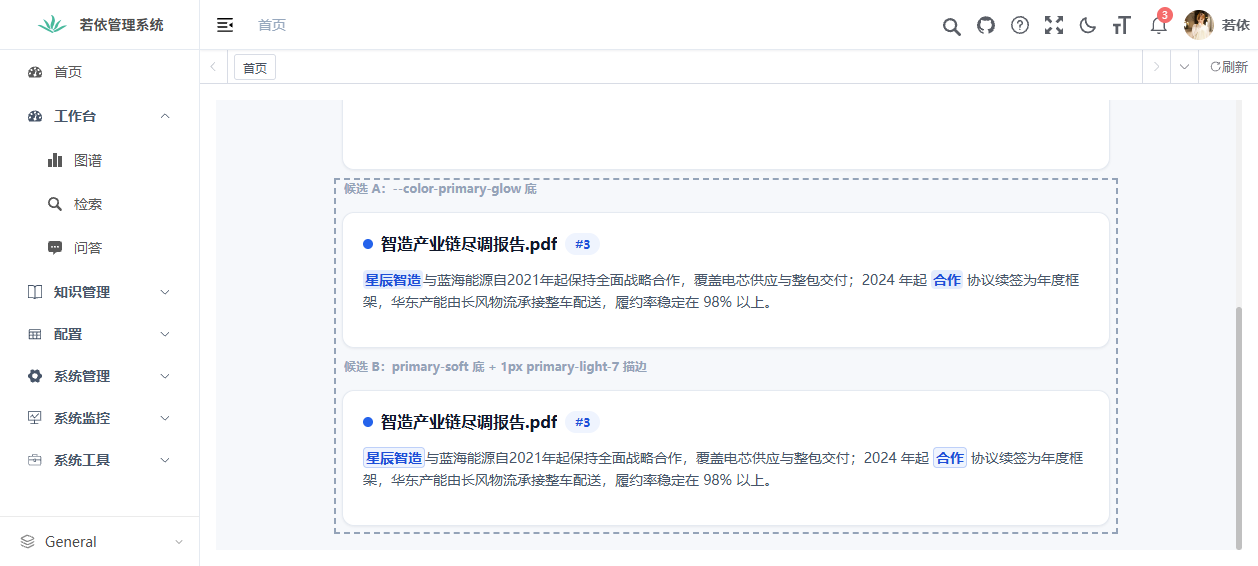 若依管理系统
首页
3
若依
首页
刷新
首页
工作台
图谱
检索
问答
知识管理
配置
系统管理
系统监控
系统工具
General
候选 A：--color-primary-glow 底
智造产业链尽调报告.pdf #3
星辰智造与蓝海能源自2021年起保持全面战略合作，覆盖电芯供应与整包交付；2024 年起 合作 协议续签为年度框
架，华东产能由长风物流承接整车配送，履约率稳定在 98% 以上。
候选 B：primary-soft 底 + 1px primary-light-7 描边
智造产业链尽调报告.pdf #3
星辰智造与蓝海能源自2021年起保持全面战略合作，覆盖电芯供应与整包交付；2024 年起 合作 协议续签为年度框
架，华东产能由长风物流承接整车配送，履约率稳定在 98% 以上。